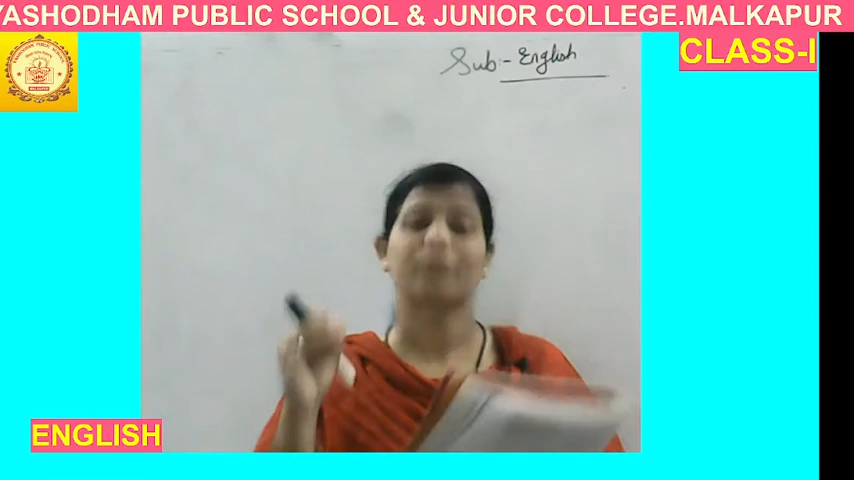 YASHODHAM PUBLIC SCHOOL & JUNIOR COLLEGE.MALKAPUR
CLASS-I
Sub:- English
ENGLISH